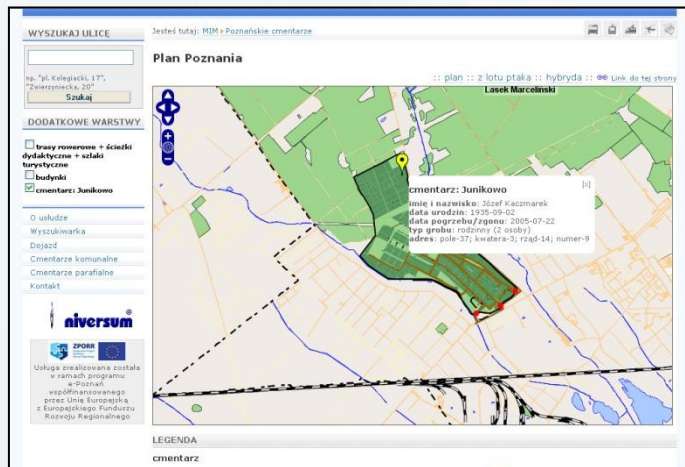 WYSZUKAJ ULICĘ
np. "pl. Kolegiacki, 17",
"Zwierzyniecka, 20"
Szukaj
DODATKOWE WARSTWY
trasy rowerowe + ścieżki
dydaktyczne + szlaki
turystyczne
budynki
cmentarz: Junikowo
O usłudze
Wyszukiwarka
Dojazd
Cmentarze komunalne
Cmentarze parafialne
Kontakt
niversum
ZPORR
Usługa zrealizowana została
w ramach programu
e-Poznań
współfinansowanego
przez Unię Europejską
z Europejskiego Funduszu
Rozwoju Regionalnego
Jesteś tutaj: MIM Poznańskie cmentarze
Plan Poznania
:: plan :: z lotu ptaka :: hybryda :: Link do tej strony
Lasek Marceliński
cmentarz: Junikowo
[x]
imię i nazwisko: Józef Kaczmarek
data urodzin: 1935-09-02
data pogrzebu/zgonu: 2005-07-22
typ grobu: rodzinny (2 osoby)
adres: pole-37; kwatera-3; rząd-14; numer-9
LEGENDA
cmentarz